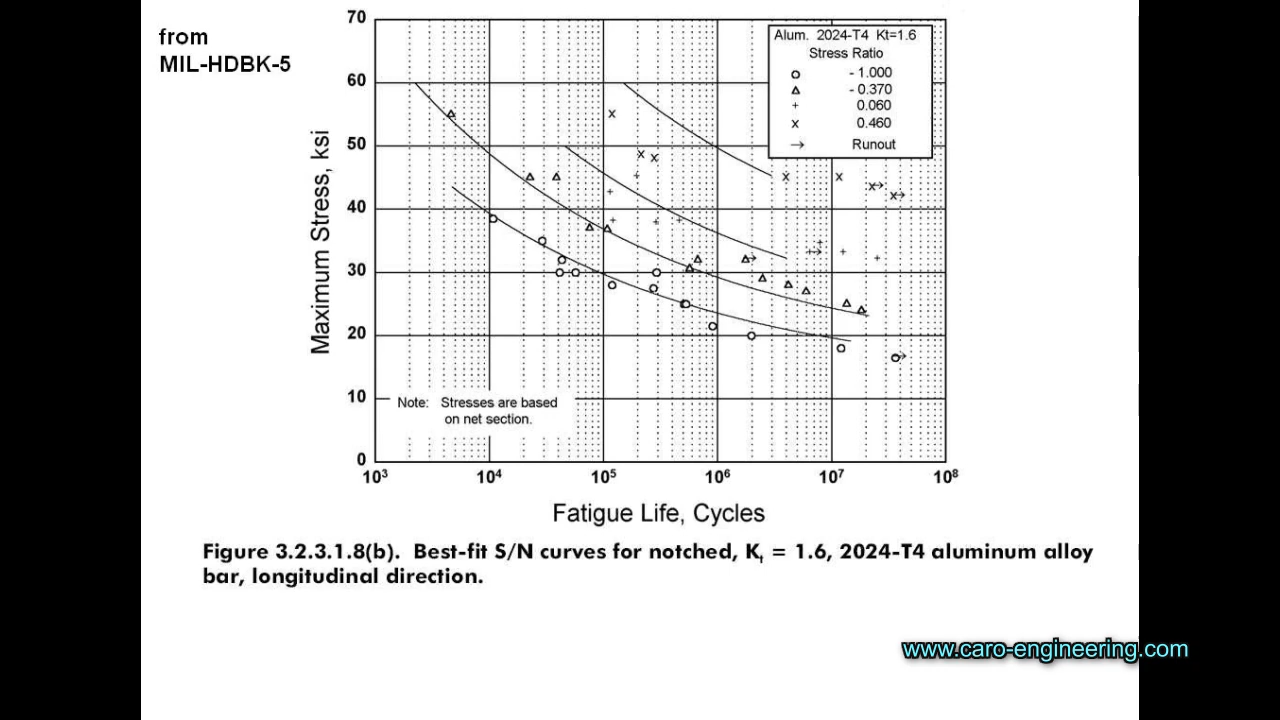 from
MIL-HDBK-5
70
60
50
40
30
20
10
0
Maximum Stress, ksi
Alum. 2024-T4 Kt=1.6
Stress Ratio
○ - 1.000
△ - 0.370
+ 0.060
x 0.460
→ Runout
Note: Stresses are based
on net section.
10³ 10⁴ 10⁵ 10⁶ 10⁷ 10⁸
Fatigue Life, Cycles
Figure 3.2.3.1.8(b). Best-fit S/N curves for notched, Kₜ = 1.6, 2024-T4 aluminum alloy
bar, longitudinal direction.
www.caro-engineering.com